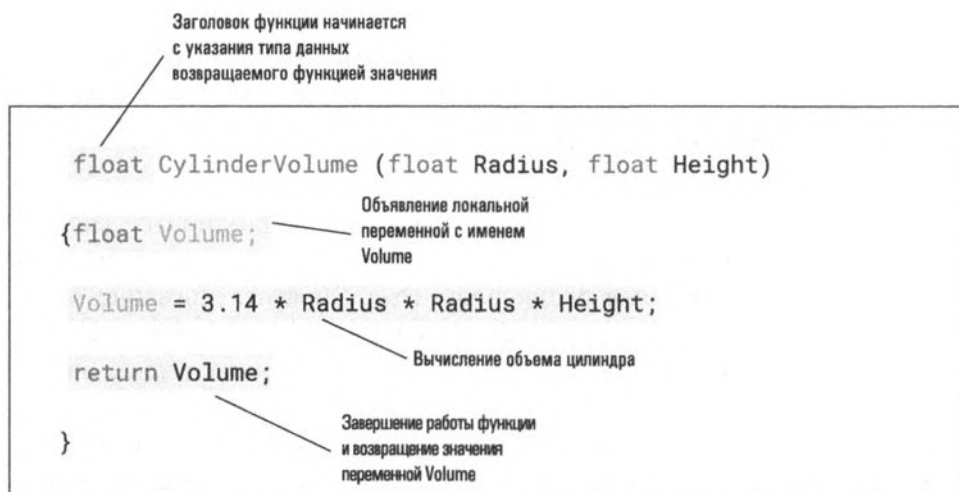 Заголовок функции начинается
с указания типа данных
возвращаемого функцией значения
float CylinderVolume (float Radius, float Height)
{float Volume;
Объявление локальной
переменной с именем
Volume
Volume = 3.14 * Radius * Radius * Height;
Вычисление объема цилиндра
return Volume;
Завершение работы функции
и возвращение значения
переменной Volume
}